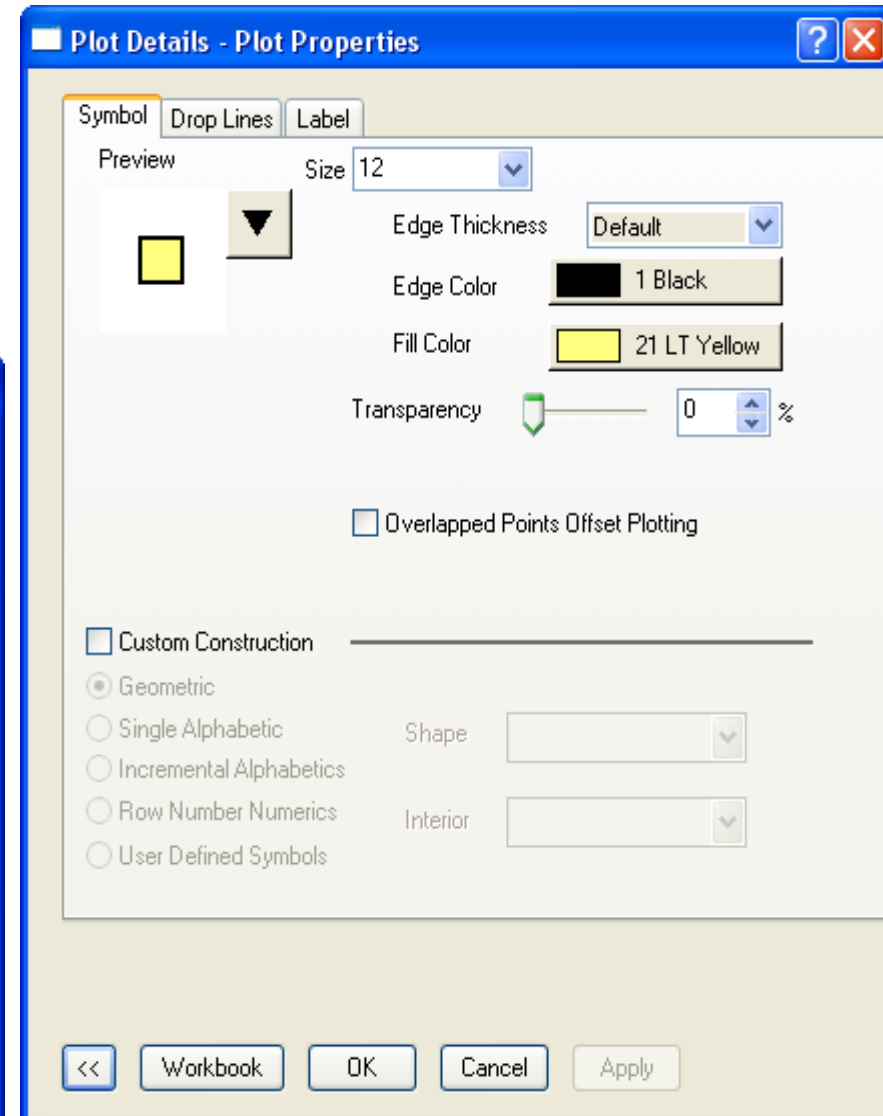 Plot Details - Plot Properties
?
Symbol Drop Lines Label
Preview
Size 12
Edge Thickness Default
Edge Color 1 Black
Fill Color 21 LT Yellow
Transparency 0 %
Overlapped Points Offset Plotting
Custom Construction
Geometric
Single Alphabetic
Shape
Incremental Alphabetics
Row Number Numerics
Interior
User Defined Symbols
<< Workbook OK Cancel Apply